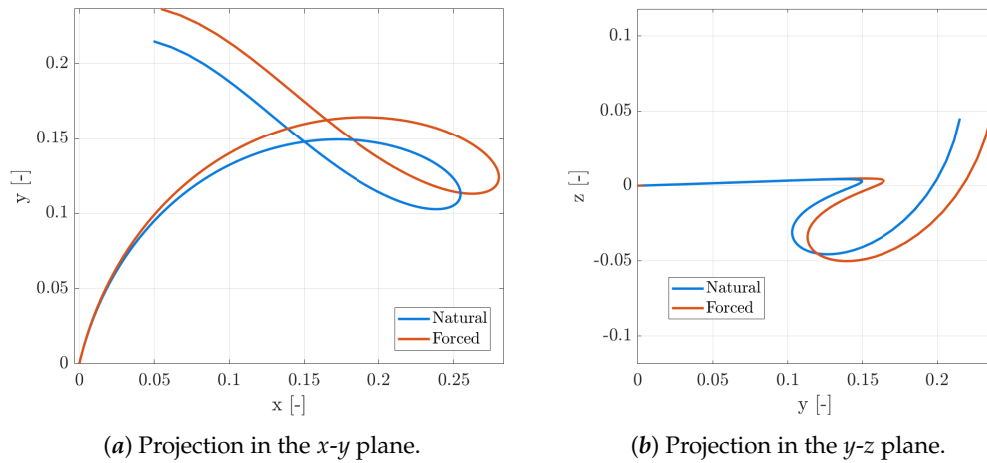 0.2
0.15
0.1
0.05
0
y [-]
0
0.05
0.1
0.15
0.2
0.25
x [-]
Natural
Forced
(a) Projection in the x-y plane.
0.1
0.05
0
-0.05
-0.1
z [-]
0
0.05
0.1
0.15
0.2
y [-]
Natural
Forced
(b) Projection in the y-z plane.